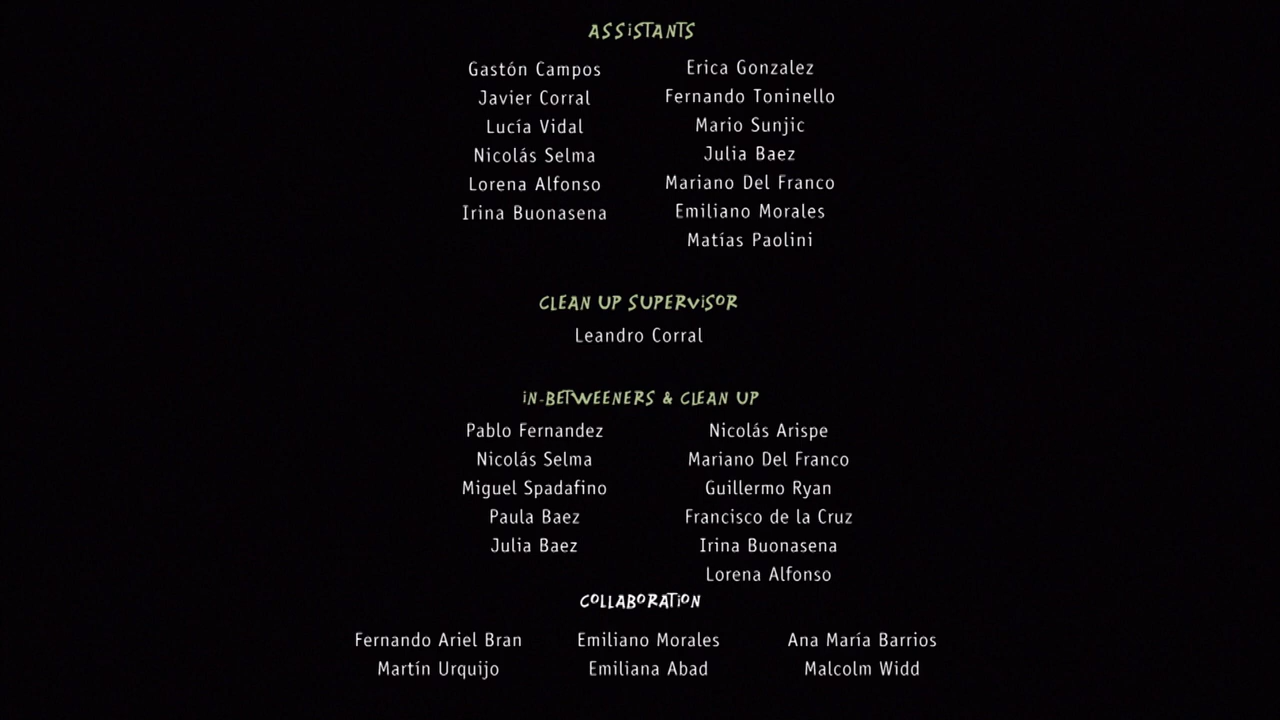 ASSiSTANTS
Gastón Campos Erica Gonzalez
Javier Corral Fernando Toninello
Lucía Vidal Mario Sunjic
Nicolás Selma Julia Baez
Lorena Alfonso Mariano Del Franco
Irina Buonasena Emiliano Morales
Matías Paolini
CLEAN UP SUPERViSOR
Leandro Corral
iN-BETWEENERS & CLEAN UP
Pablo Fernandez Nicolás Arispe
Nicolás Selma Mariano Del Franco
Miguel Spadafino Guillermo Ryan
Paula Baez Francisco de la Cruz
Julia Baez Irina Buonasena
Lorena Alfonso
COLLABORATiON
Fernando Ariel Bran Emiliano Morales Ana María Barrios
Martín Urquijo Emiliana Abad Malcolm Widd